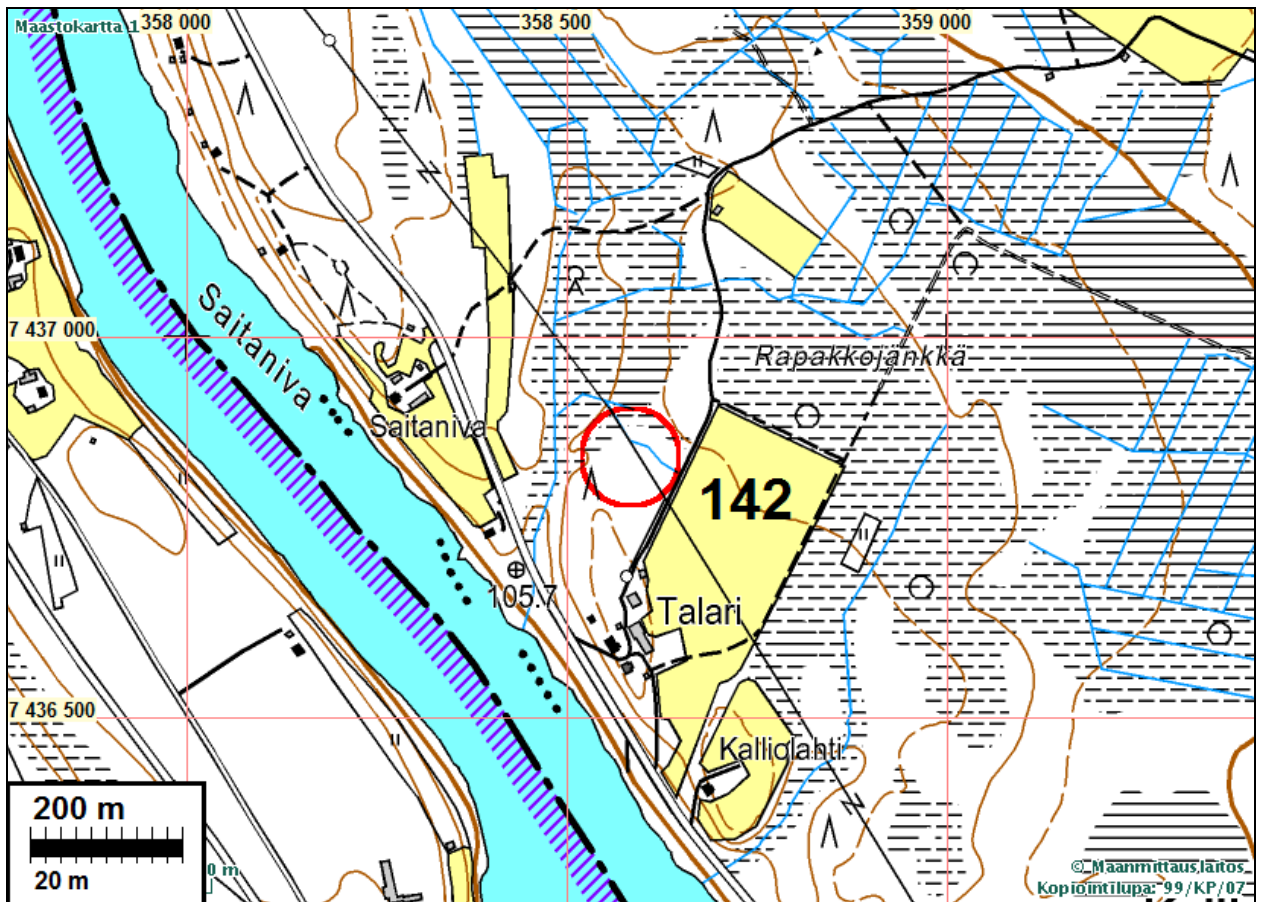 Maastokartta 1
358 000
358 500
359 000
Saitaniva
7 437 000
Rapakkojänkkä
Saitaniva
142
105.7
Talari
7 436 500
Kalliolahti
200 m
20 m
0 m
© Maanmittauslaitos
Kopiointilupa: 99/KP/07